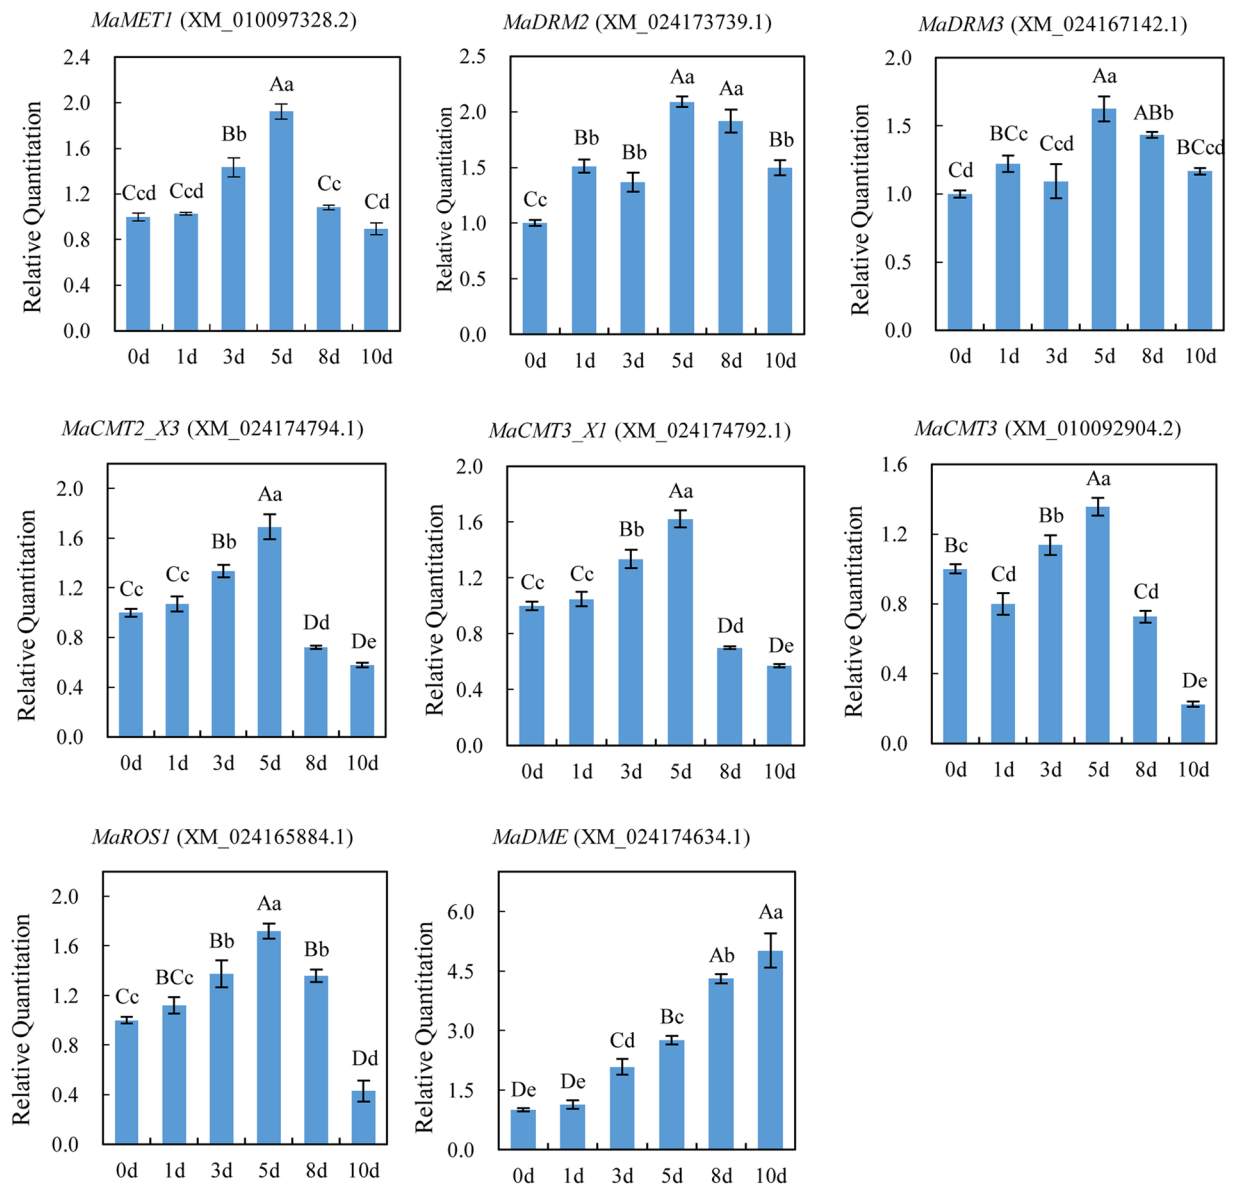 MaMET1 (XM_010097328.2)
Relative Quantitation
2.4
2.0
1.6
1.2
0.8
0.4
0.0
Ccd
Ccd
Bb
Aa
Cc
Cd
0d 1d 3d 5d 8d 10d
MaDRM2 (XM_024173739.1)
Relative Quantitation
2.5
2.0
1.5
1.0
0.5
0.0
Cc
Bb
Bb
Aa
Aa
Bb
0d 1d 3d 5d 8d 10d
MaDRM3 (XM_024167142.1)
Relative Quantitation
2.0
1.5
1.0
0.5
0.0
Cd
BCc
Ccd
Aa
ABb
BCcd
0d 1d 3d 5d 8d 10d
MaCMT2_X3 (XM_024174794.1)
Relative Quantitation
2.0
1.6
1.2
0.8
0.4
0.0
Cc
Cc
Bb
Aa
Dd
De
0d 1d 3d 5d 8d 10d
MaCMT3_X1 (XM_024174792.1)
Relative Quantitation
2.0
1.6
1.2
0.8
0.4
0.0
Cc
Cc
Bb
Aa
Dd
De
0d 1d 3d 5d 8d 10d
MaCMT3 (XM_010092904.2)
Relative Quantitation
1.6
1.2
0.8
0.4
0.0
Bc
Cd
Bb
Aa
Cd
De
0d 1d 3d 5d 8d 10d
MaROS1 (XM_024165884.1)
Relative Quantitation
2.0
1.6
1.2
0.8
0.4
0.0
Cc
BCc
Bb
Aa
Bb
Dd
0d 1d 3d 5d 8d 10d
MaDME (XM_024174634.1)
Relative Quantitation
6.0
4.5
3.0
1.5
0.0
De
De
Cd
Bc
Ab
Aa
0d 1d 3d 5d 8d 10d